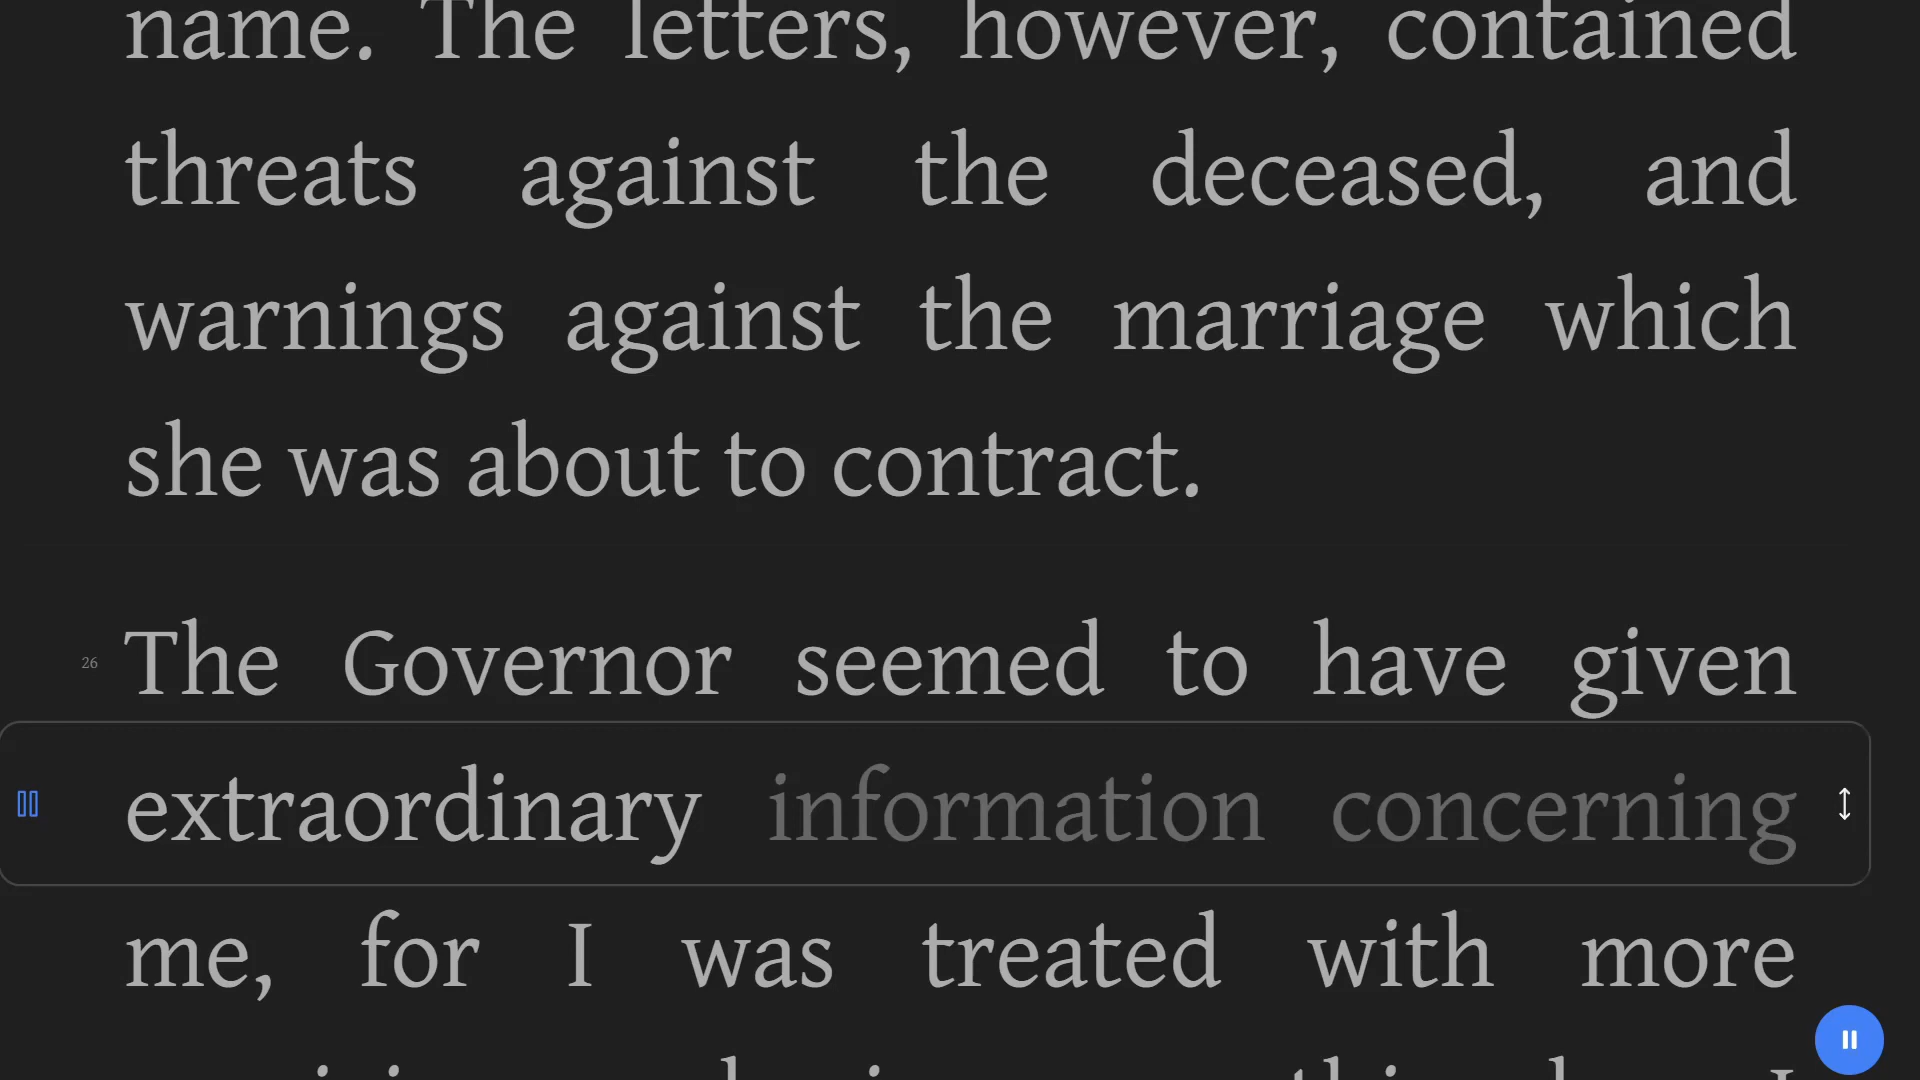 name. The letters, however, contained
threats against the deceased, and
warnings against the marriage which
she was about to contract.
26
The Governor seemed to have given
extraordinary information concerning
me, for I was treated with more